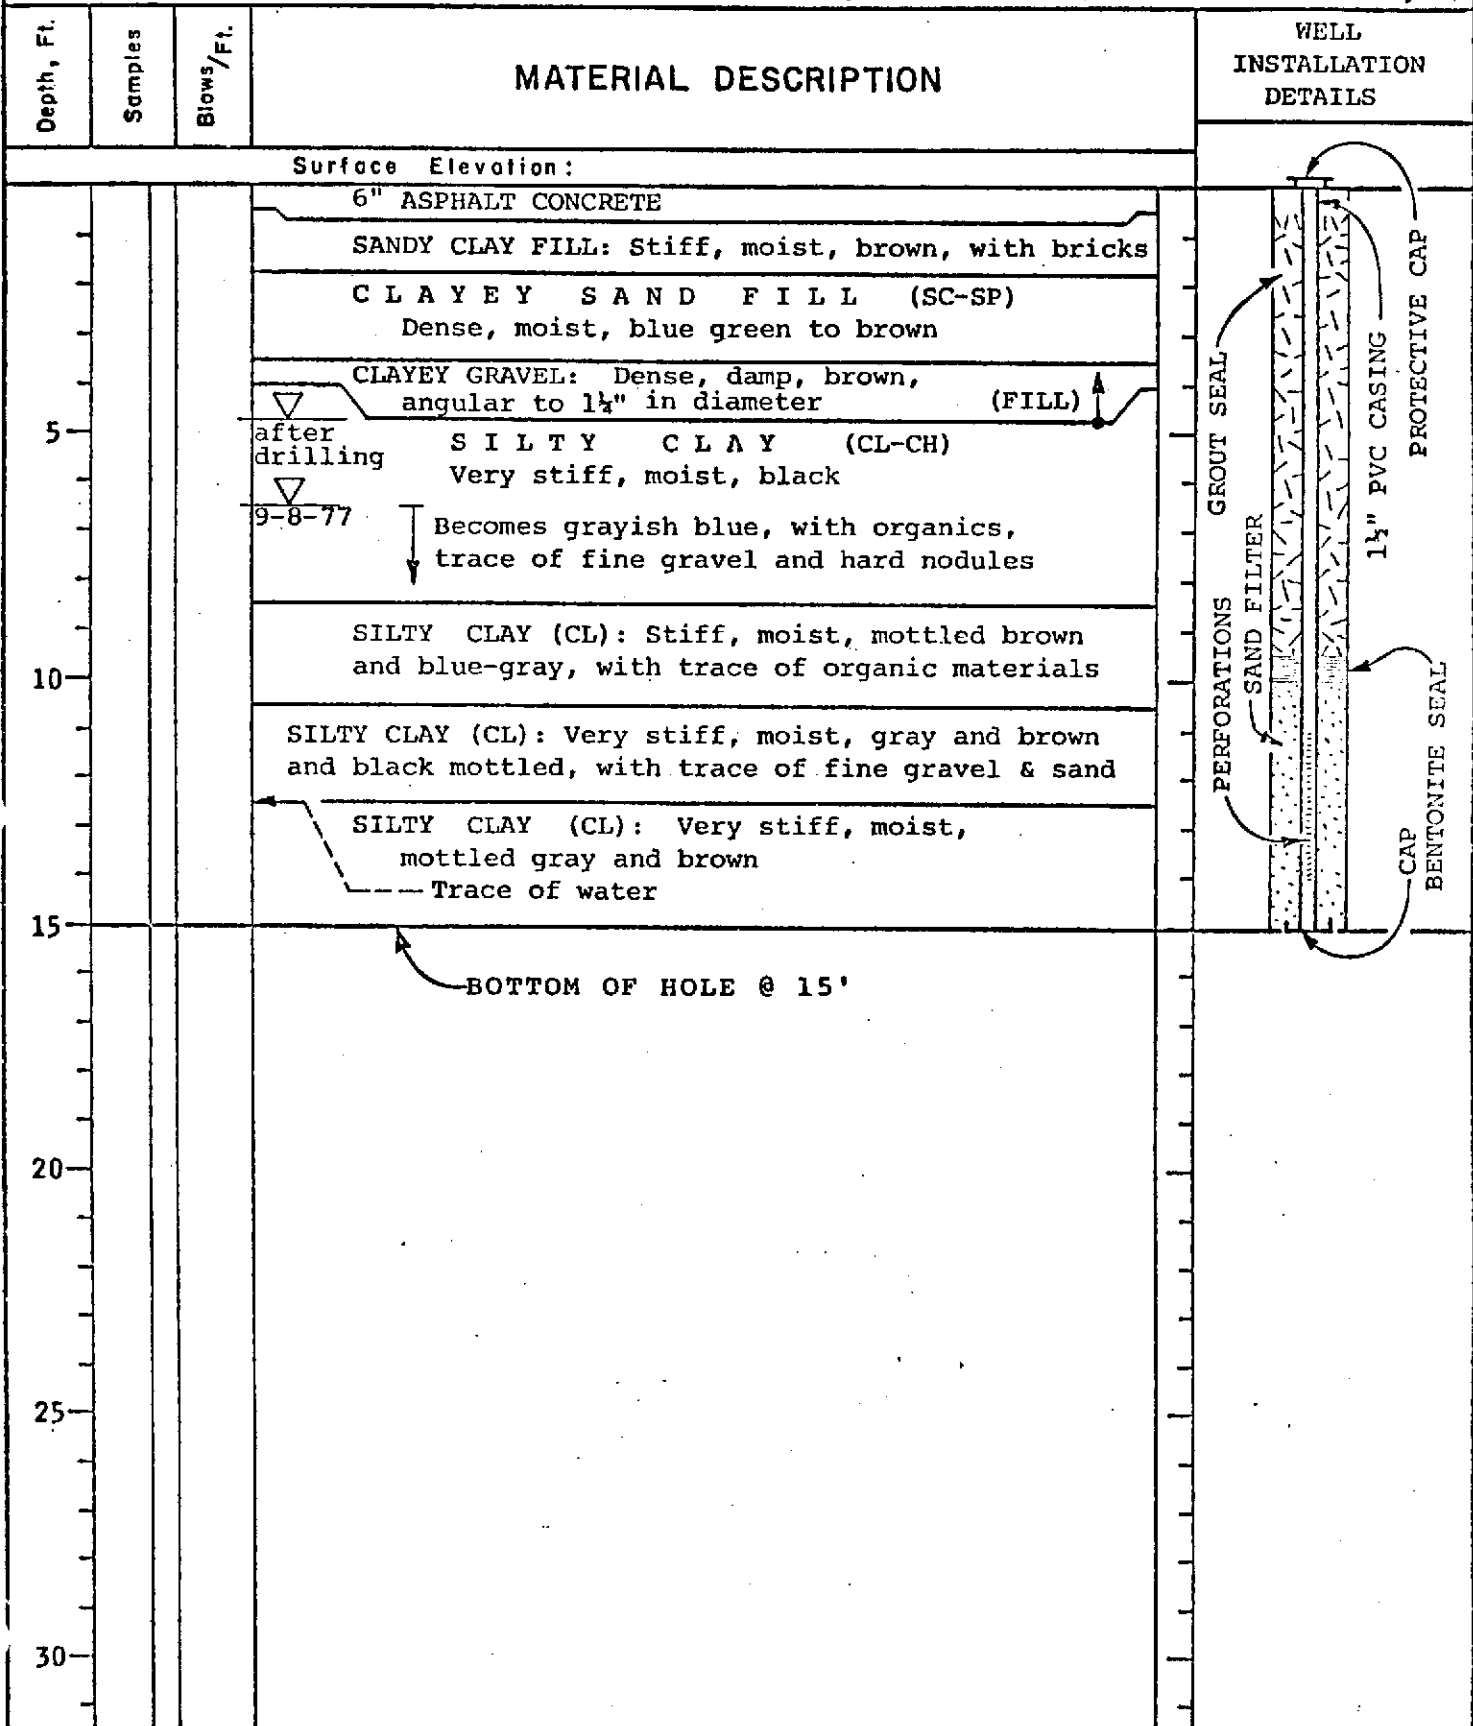 Depth, Ft.
Samples
Blows/Ft.
MATERIAL DESCRIPTION
WELL
INSTALLATION
DETAILS
Surface Elevation:
6" ASPHALT CONCRETE
SANDY CLAY FILL: Stiff, moist, brown, with bricks
CLAYEY SAND FILL (SC-SP)
Dense, moist, blue green to brown
CLAYEY GRAVEL: Dense, damp, brown,
angular to 1¼" in diameter
(FILL)
5
after
drilling
SILTY CLAY (CL-CH)
Very stiff, moist, black
9-8-77
Becomes grayish blue, with organics,
trace of fine gravel and hard nodules
SILTY CLAY (CL): Stiff, moist, mottled brown
and blue-gray, with trace of organic materials
10
SILTY CLAY (CL): Very stiff, moist, gray and brown
and black mottled, with trace of fine gravel & sand
SILTY CLAY (CL): Very stiff, moist,
mottled gray and brown
Trace of water
15
BOTTOM OF HOLE @ 15'
20
25
30
GROUT SEAL
PERFORATIONS
SAND FILTER
1½" PVC CASING
PROTECTIVE CAP
CAP
BENTONITE SEAL